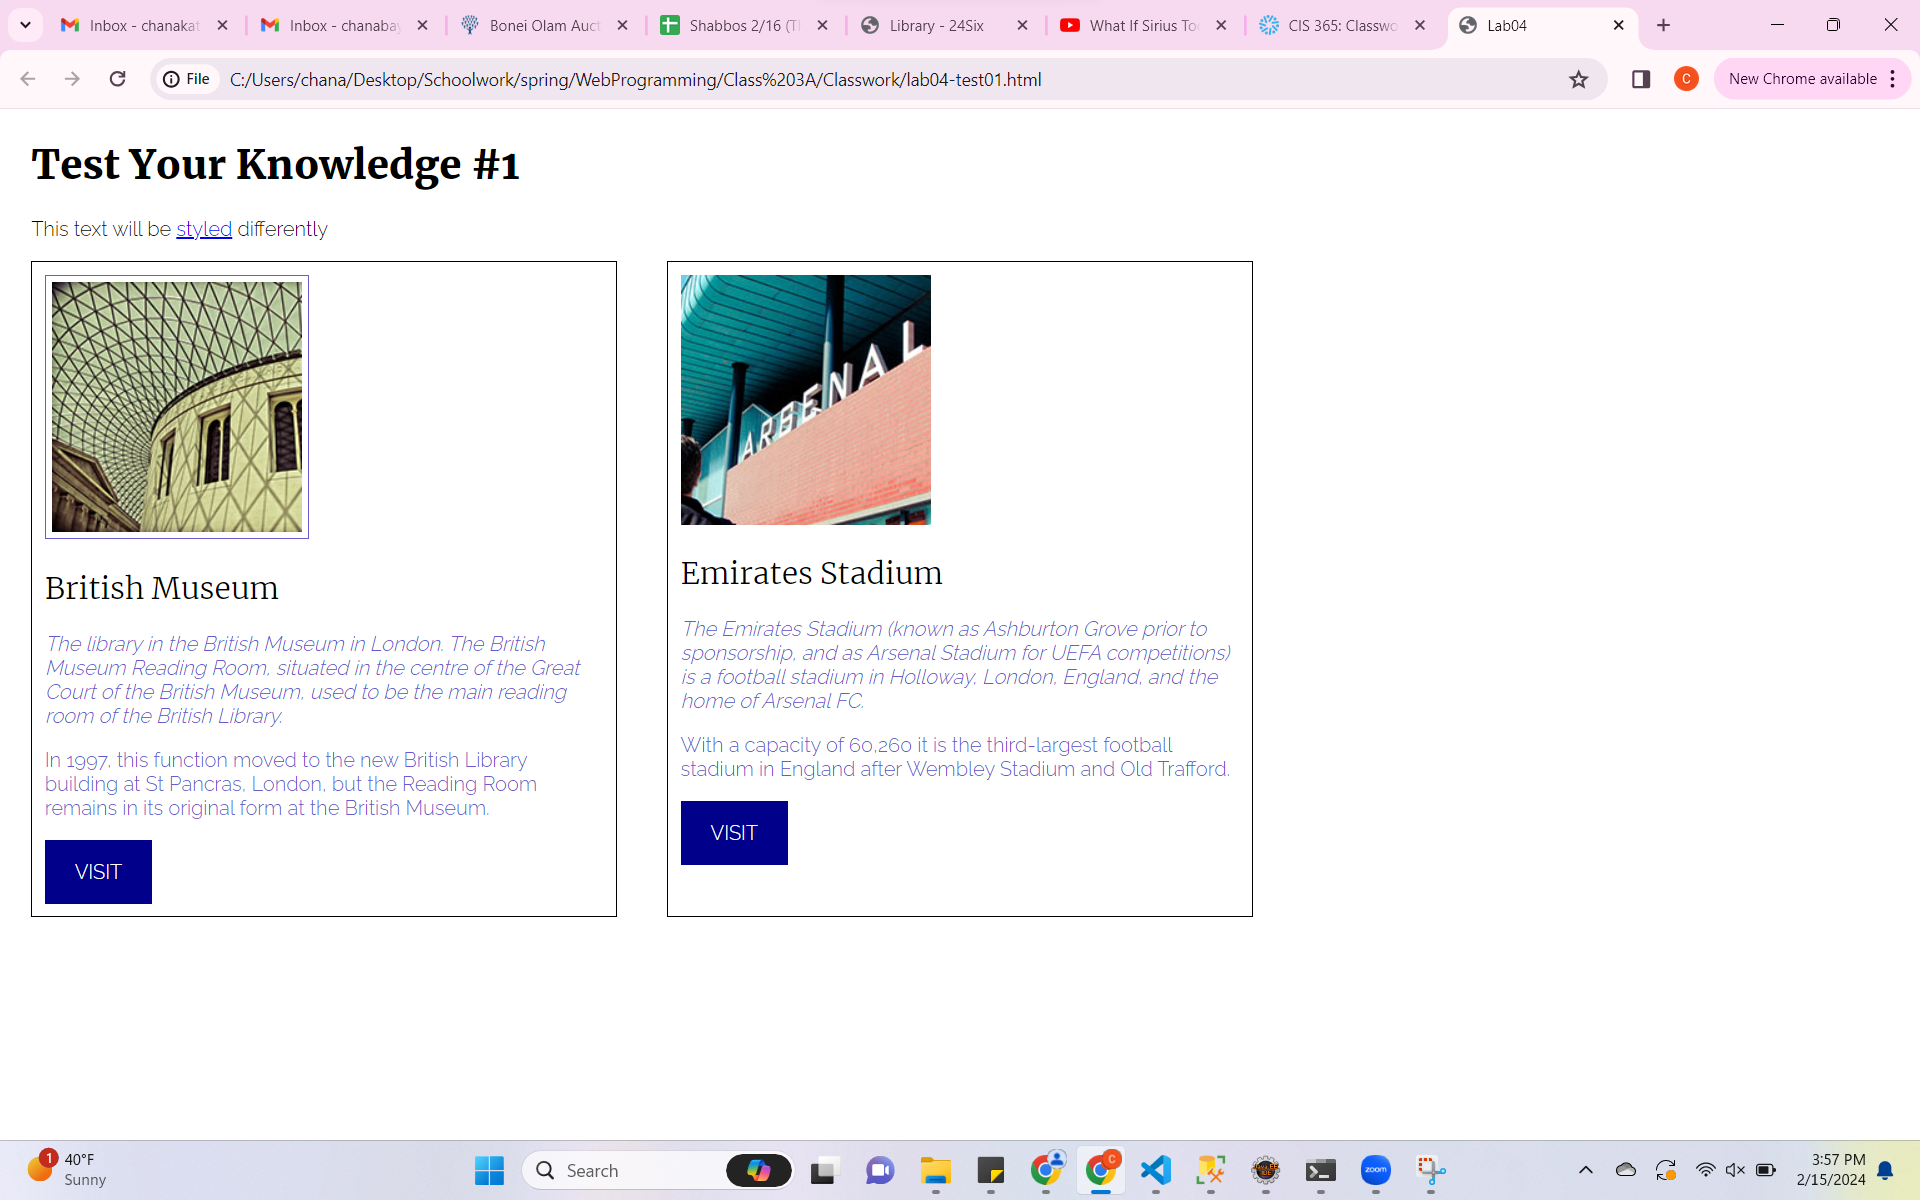 Inbox - chanakat
Inbox - chanabay
Bonei Olam Auct
Shabbos 2/16 (Th
Library - 24Six
What If Sirius Too
CIS 365: Classwo
Lab04
File
C:/Users/chana/Desktop/Schoolwork/spring/WebProgramming/Class%203A/Classwork/lab04-test01.html
C
New Chrome available
Test Your Knowledge #1
This text will be styled differently
ARSENAL
British Museum
The library in the British Museum in London. The British
Museum Reading Room, situated in the centre of the Great
Court of the British Museum, used to be the main reading
room of the British Library.
In 1997, this function moved to the new British Library
building at St Pancras, London, but the Reading Room
remains in its original form at the British Museum.
VISIT
Emirates Stadium
The Emirates Stadium (known as Ashburton Grove prior to
sponsorship, and as Arsenal Stadium for UEFA competitions)
is a football stadium in Holloway, London, England, and the
home of Arsenal FC.
With a capacity of 60,260 it is the third-largest football
stadium in England after Wembley Stadium and Old Trafford.
VISIT
1
40°F
Sunny
Search
C
zoom
3:57 PM
2/15/2024